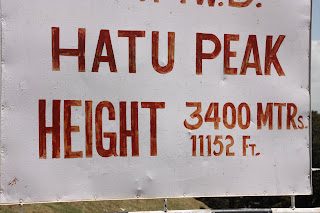 HATU PEAK
HEIGHT 3400 MTRs.
11152 FT.